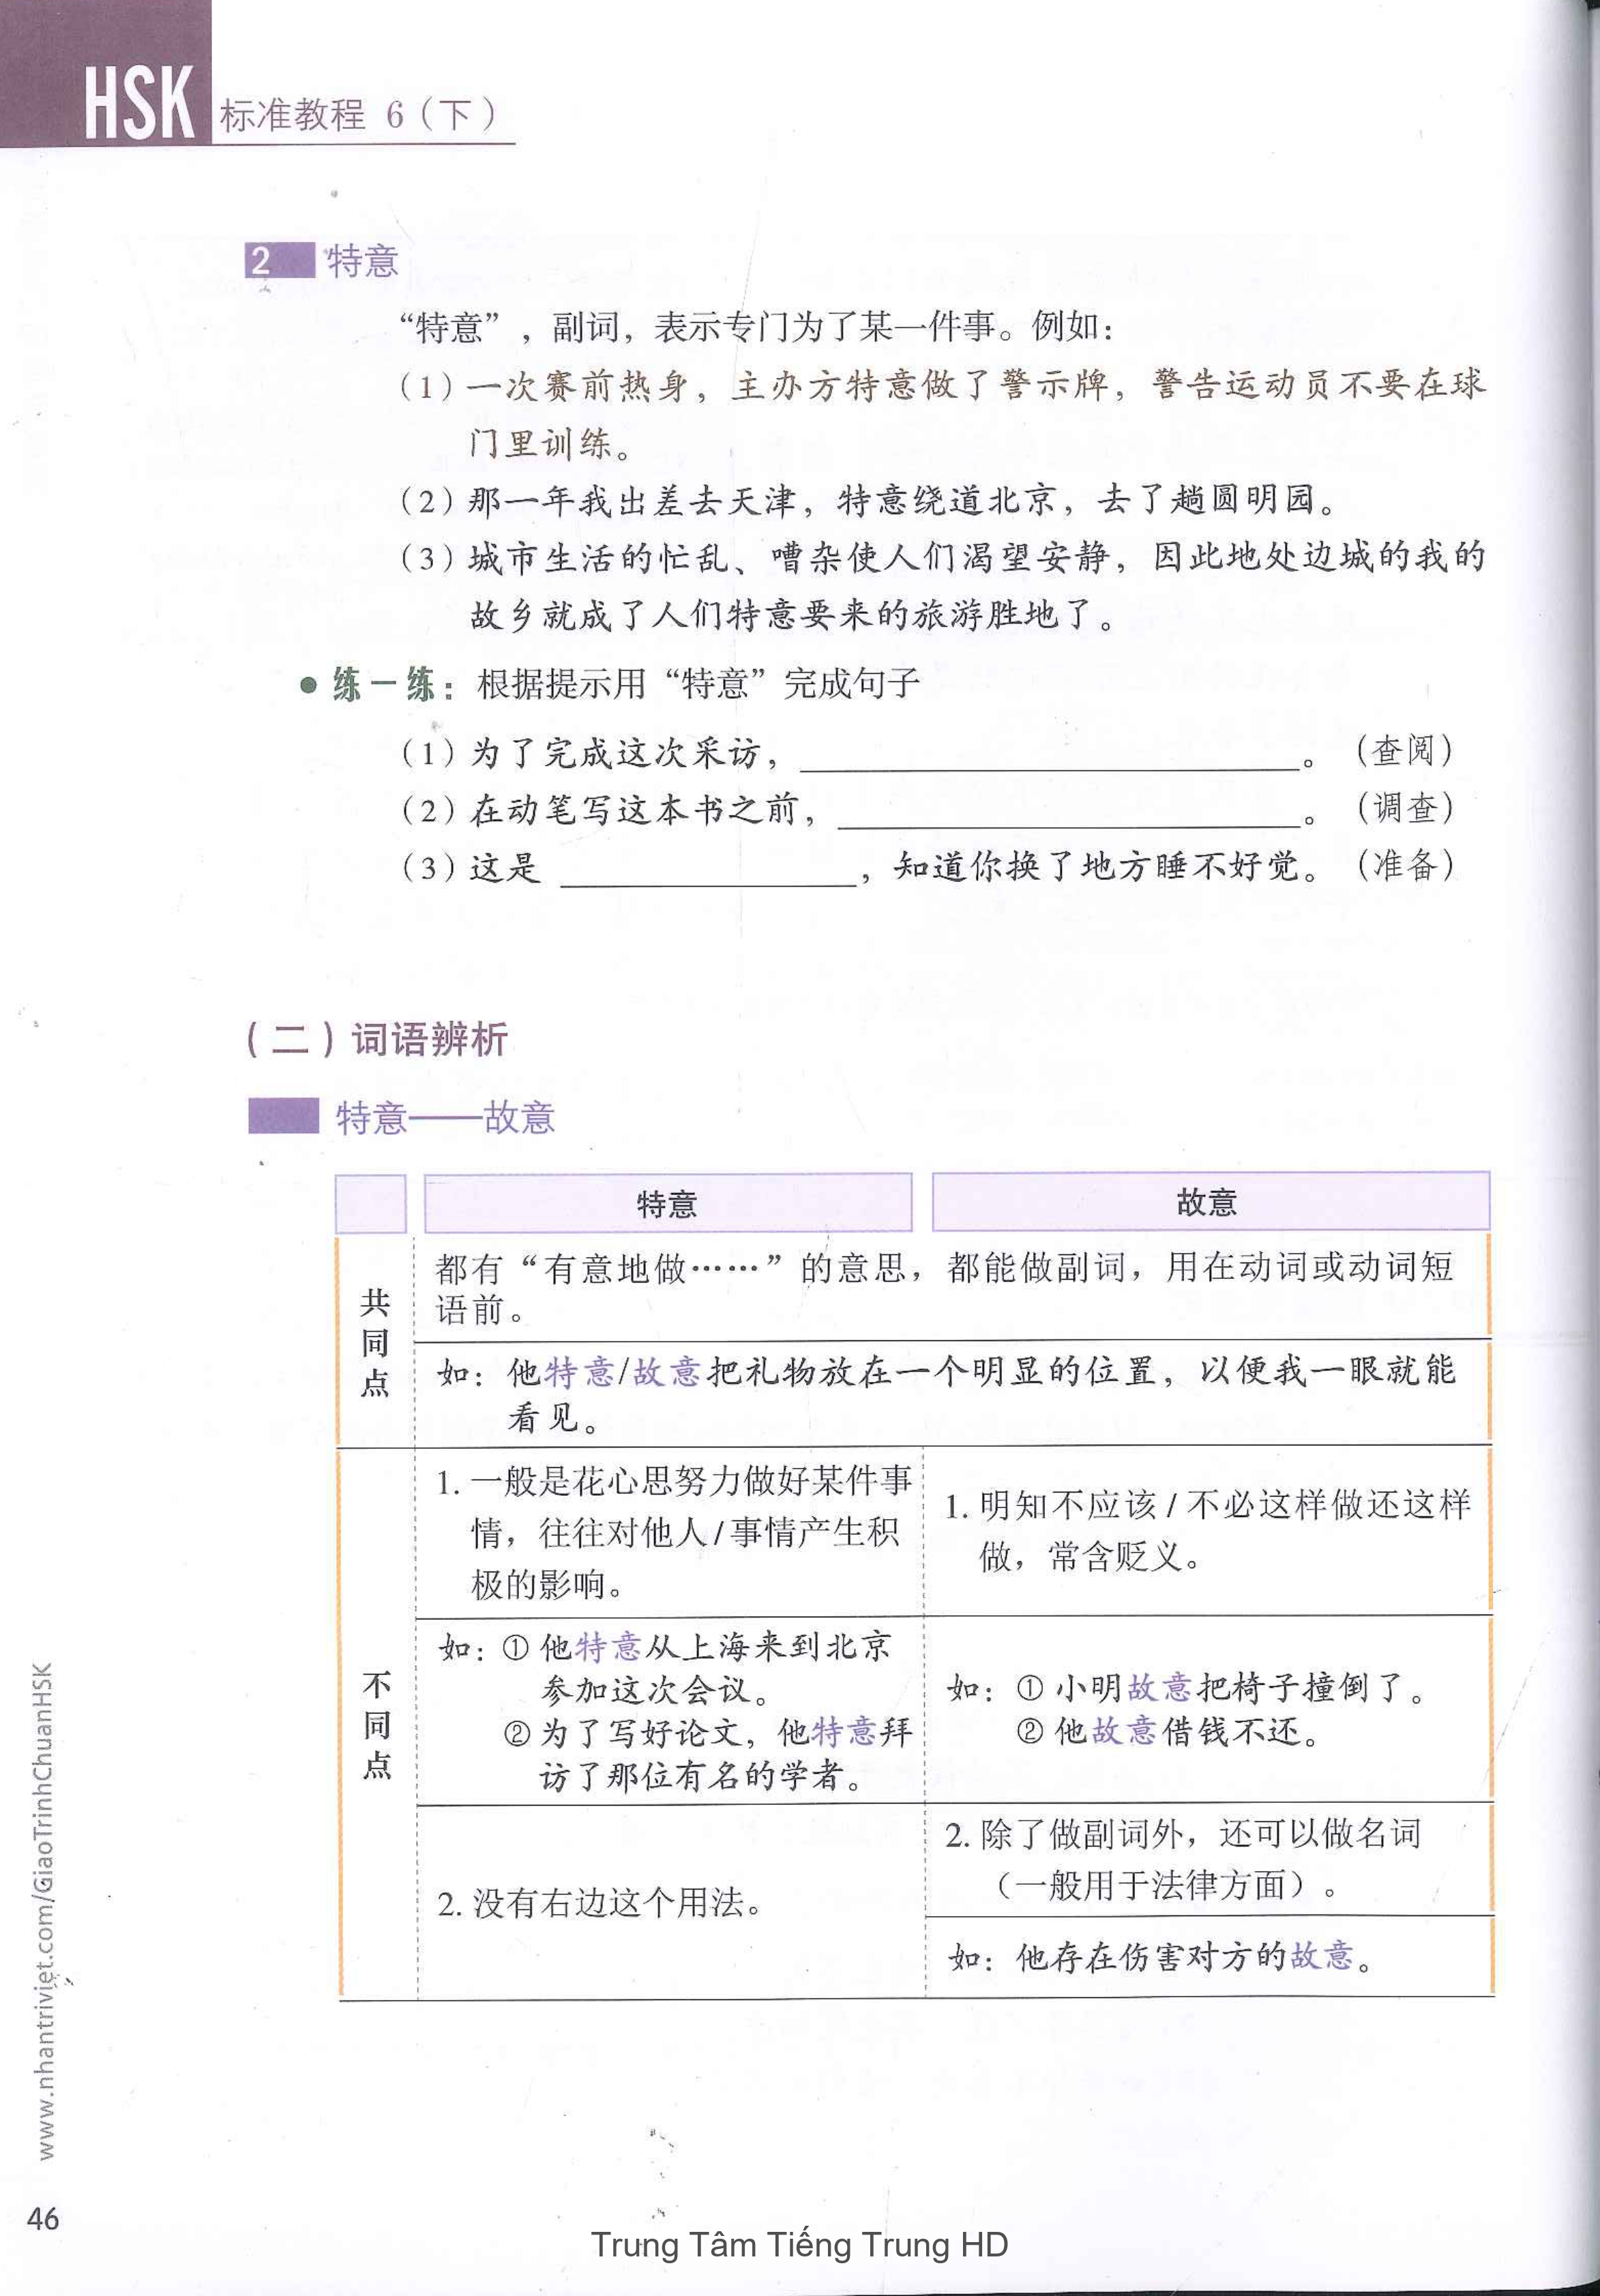 HSK 标准教程 6（下）
2 特意
“特意”，副词，表示专门为了某一件事。例如：
（1）一次赛前热身，主办方特意做了警示牌，警告运动员不要在球
门里训练。
（2）那一年我出差去天津，特意绕道北京，去了趟圆明园。
（3）城市生活的忙乱、嘈杂使人们渴望安静，因此地处边城的我的
故乡就成了人们特意要来的旅游胜地了。
● 练一练：根据提示用“特意”完成句子
（1）为了完成这次采访，______________________。（查阅）
（2）在动笔写这本书之前，____________________。（调查）
（3）这是 _____________，知道你换了地方睡不好觉。（准备）
（二）词语辨析
特意——故意
特意 故意
共同点
都有“有意地做……”的意思，都能做副词，用在动词或动词短
语前。
如：他特意/故意把礼物放在一个明显的位置，以便我一眼就能
看见。
不同点
1. 一般是花心思努力做好某件事
情，往往对他人/事情产生积
极的影响。
1. 明知不应该/不必这样做还这样
做，常含贬义。
如：① 他特意从上海来到北京
参加这次会议。
② 为了写好论文，他特意拜
访了那位有名的学者。
如：① 小明故意把椅子撞倒了。
② 他故意借钱不还。
2. 没有右边这个用法。
2. 除了做副词外，还可以做名词
（一般用于法律方面）。
如：他存在伤害对方的故意。
www.nhantriviet.com/GiaoTrinhChuanHSK
46
Trung Tâm Tiếng Trung HD